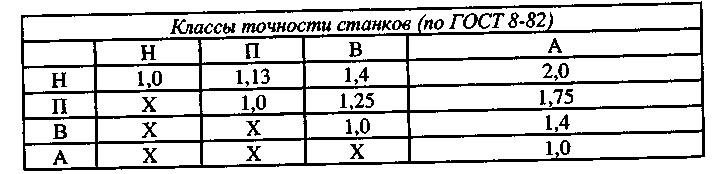 Классы точности станков (по ГОСТ 8-82)
Н П В А
Н 1,0 1,13 1,4 2,0
П Х 1,0 1,25 1,75
В Х Х 1,0 1,4
А Х Х Х 1,0